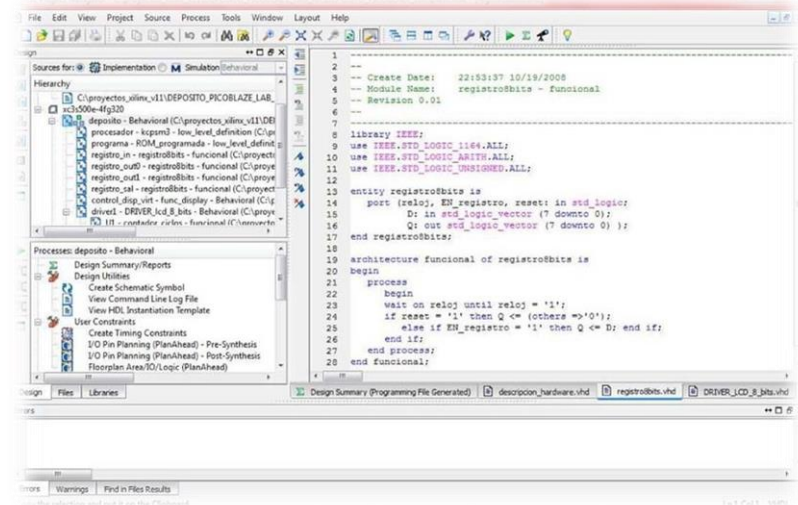 File Edit View Project Source Process Tools Window Layout Help
Sources for: Implementation Simulation Behavioral
Hierarchy
C:\proyectos_xilinx_v11\DEPOSITO_PICOBLAZE_LAB_
xc3s500e-4fg320
deposito - Behavioral (C:\proyectos_xilinx_v11\DEI
procesador - kcpsm3 - low_level_definition (C:\pr
programa - ROM_programada - low_level_definit
registro_in - registro8bits - funcional (C:\proyect
registro_out0 - registro8bits - funcional (C:\proyec
registro_out1 - registro8bits - funcional (C:\proyec
registro_sal - registro8bits - funcional (C:\proyect
control_disp_virt - func_display - Behavioral (C:\p
driver1 - DRIVER_lcd_8_bits - Behavioral (C:\proye
U1 - contador_ciclos - funcional (C:\proyect
Processes: deposito - Behavioral
Design Summary/Reports
Design Utilities
Create Schematic Symbol
View Command Line Log File
View HDL Instantiation Template
User Constraints
Create Timing Constraints
I/O Pin Planning (PlanAhead) - Pre-Synthesis
I/O Pin Planning (PlanAhead) - Post-Synthesis
Floorplan Area/IO/Logic (PlanAhead)
Design Files Libraries
1 ----------------------------------------------------------------------
2 --
3 -- Create Date: 22:53:37 10/19/2008
4 -- Module Name: registro8bits - funcional
5 -- Revision 0.01
6 --
7 ----------------------------------------------------------------------
8 library IEEE;
9 use IEEE.STD_LOGIC_1164.ALL;
10 use IEEE.STD_LOGIC_ARITH.ALL;
11 use IEEE.STD_LOGIC_UNSIGNED.ALL;
12
13 entity registro8bits is
14 port (reloj, EN_registro, reset: in std_logic;
15 D: in std_logic_vector (7 downto 0);
16 Q: out std_logic_vector (7 downto 0) );
17 end registro8bits;
18
19 architecture funcional of registro8bits is
20 begin
21 process
22 begin
23 wait on reloj until reloj = '1';
24 if reset = '1' then Q <= (others =>'0');
25 else if EN_registro = '1' then Q <= D; end if;
26 end if;
27 end process;
28 end funcional;
Design Summary (Programming File Generated) descripcion_hardware.vhd registro8bits.vhd DRIVER_LCD_8_bits.vhd
Errors Warnings Find in Files Results